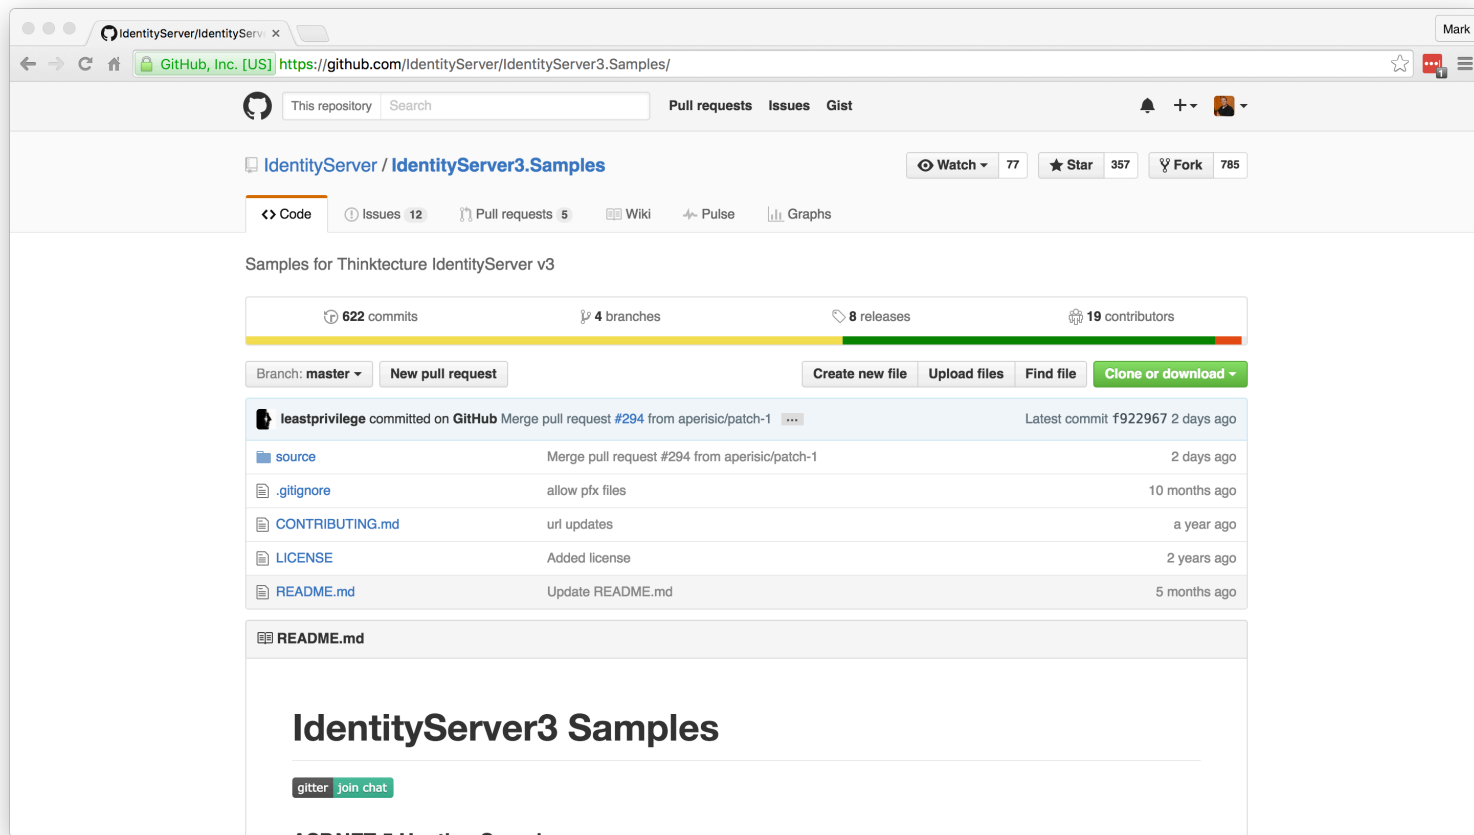 IdentityServer/IdentityServ
Mark
GitHub, Inc. [US] https://github.com/IdentityServer/IdentityServer3.Samples/
1
This repository Search Pull requests Issues Gist
IdentityServer / IdentityServer3.Samples Watch 77 Star 357 Fork 785
Code Issues 12 Pull requests 5 Wiki Pulse Graphs
Samples for Thinktecture IdentityServer v3
622 commits 4 branches 8 releases 19 contributors
Branch: master New pull request Create new file Upload files Find file Clone or download
leastprivilege committed on GitHub Merge pull request #294 from aperisic/patch-1 … Latest commit f922967 2 days ago
source Merge pull request #294 from aperisic/patch-1 2 days ago
.gitignore allow pfx files 10 months ago
CONTRIBUTING.md url updates a year ago
LICENSE Added license 2 years ago
README.md Update README.md 5 months ago
README.md
IdentityServer3 Samples
gitter join chat